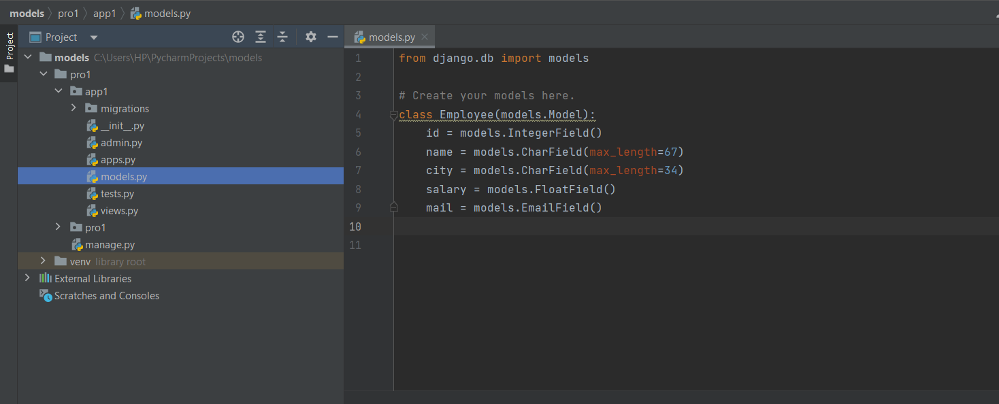 models pro1 app1 models.py
Project
Project
models C:\Users\HP\PycharmProjects\models
pro1
app1
migrations
__init__.py
admin.py
apps.py
models.py
tests.py
views.py
pro1
manage.py
venv library root
External Libraries
Scratches and Consoles
models.py
1 from django.db import models
2
3 # Create your models here.
4 class Employee(models.Model):
5     id = models.IntegerField()
6     name = models.CharField(max_length=67)
7     city = models.CharField(max_length=34)
8     salary = models.FloatField()
9     mail = models.EmailField()
10
11